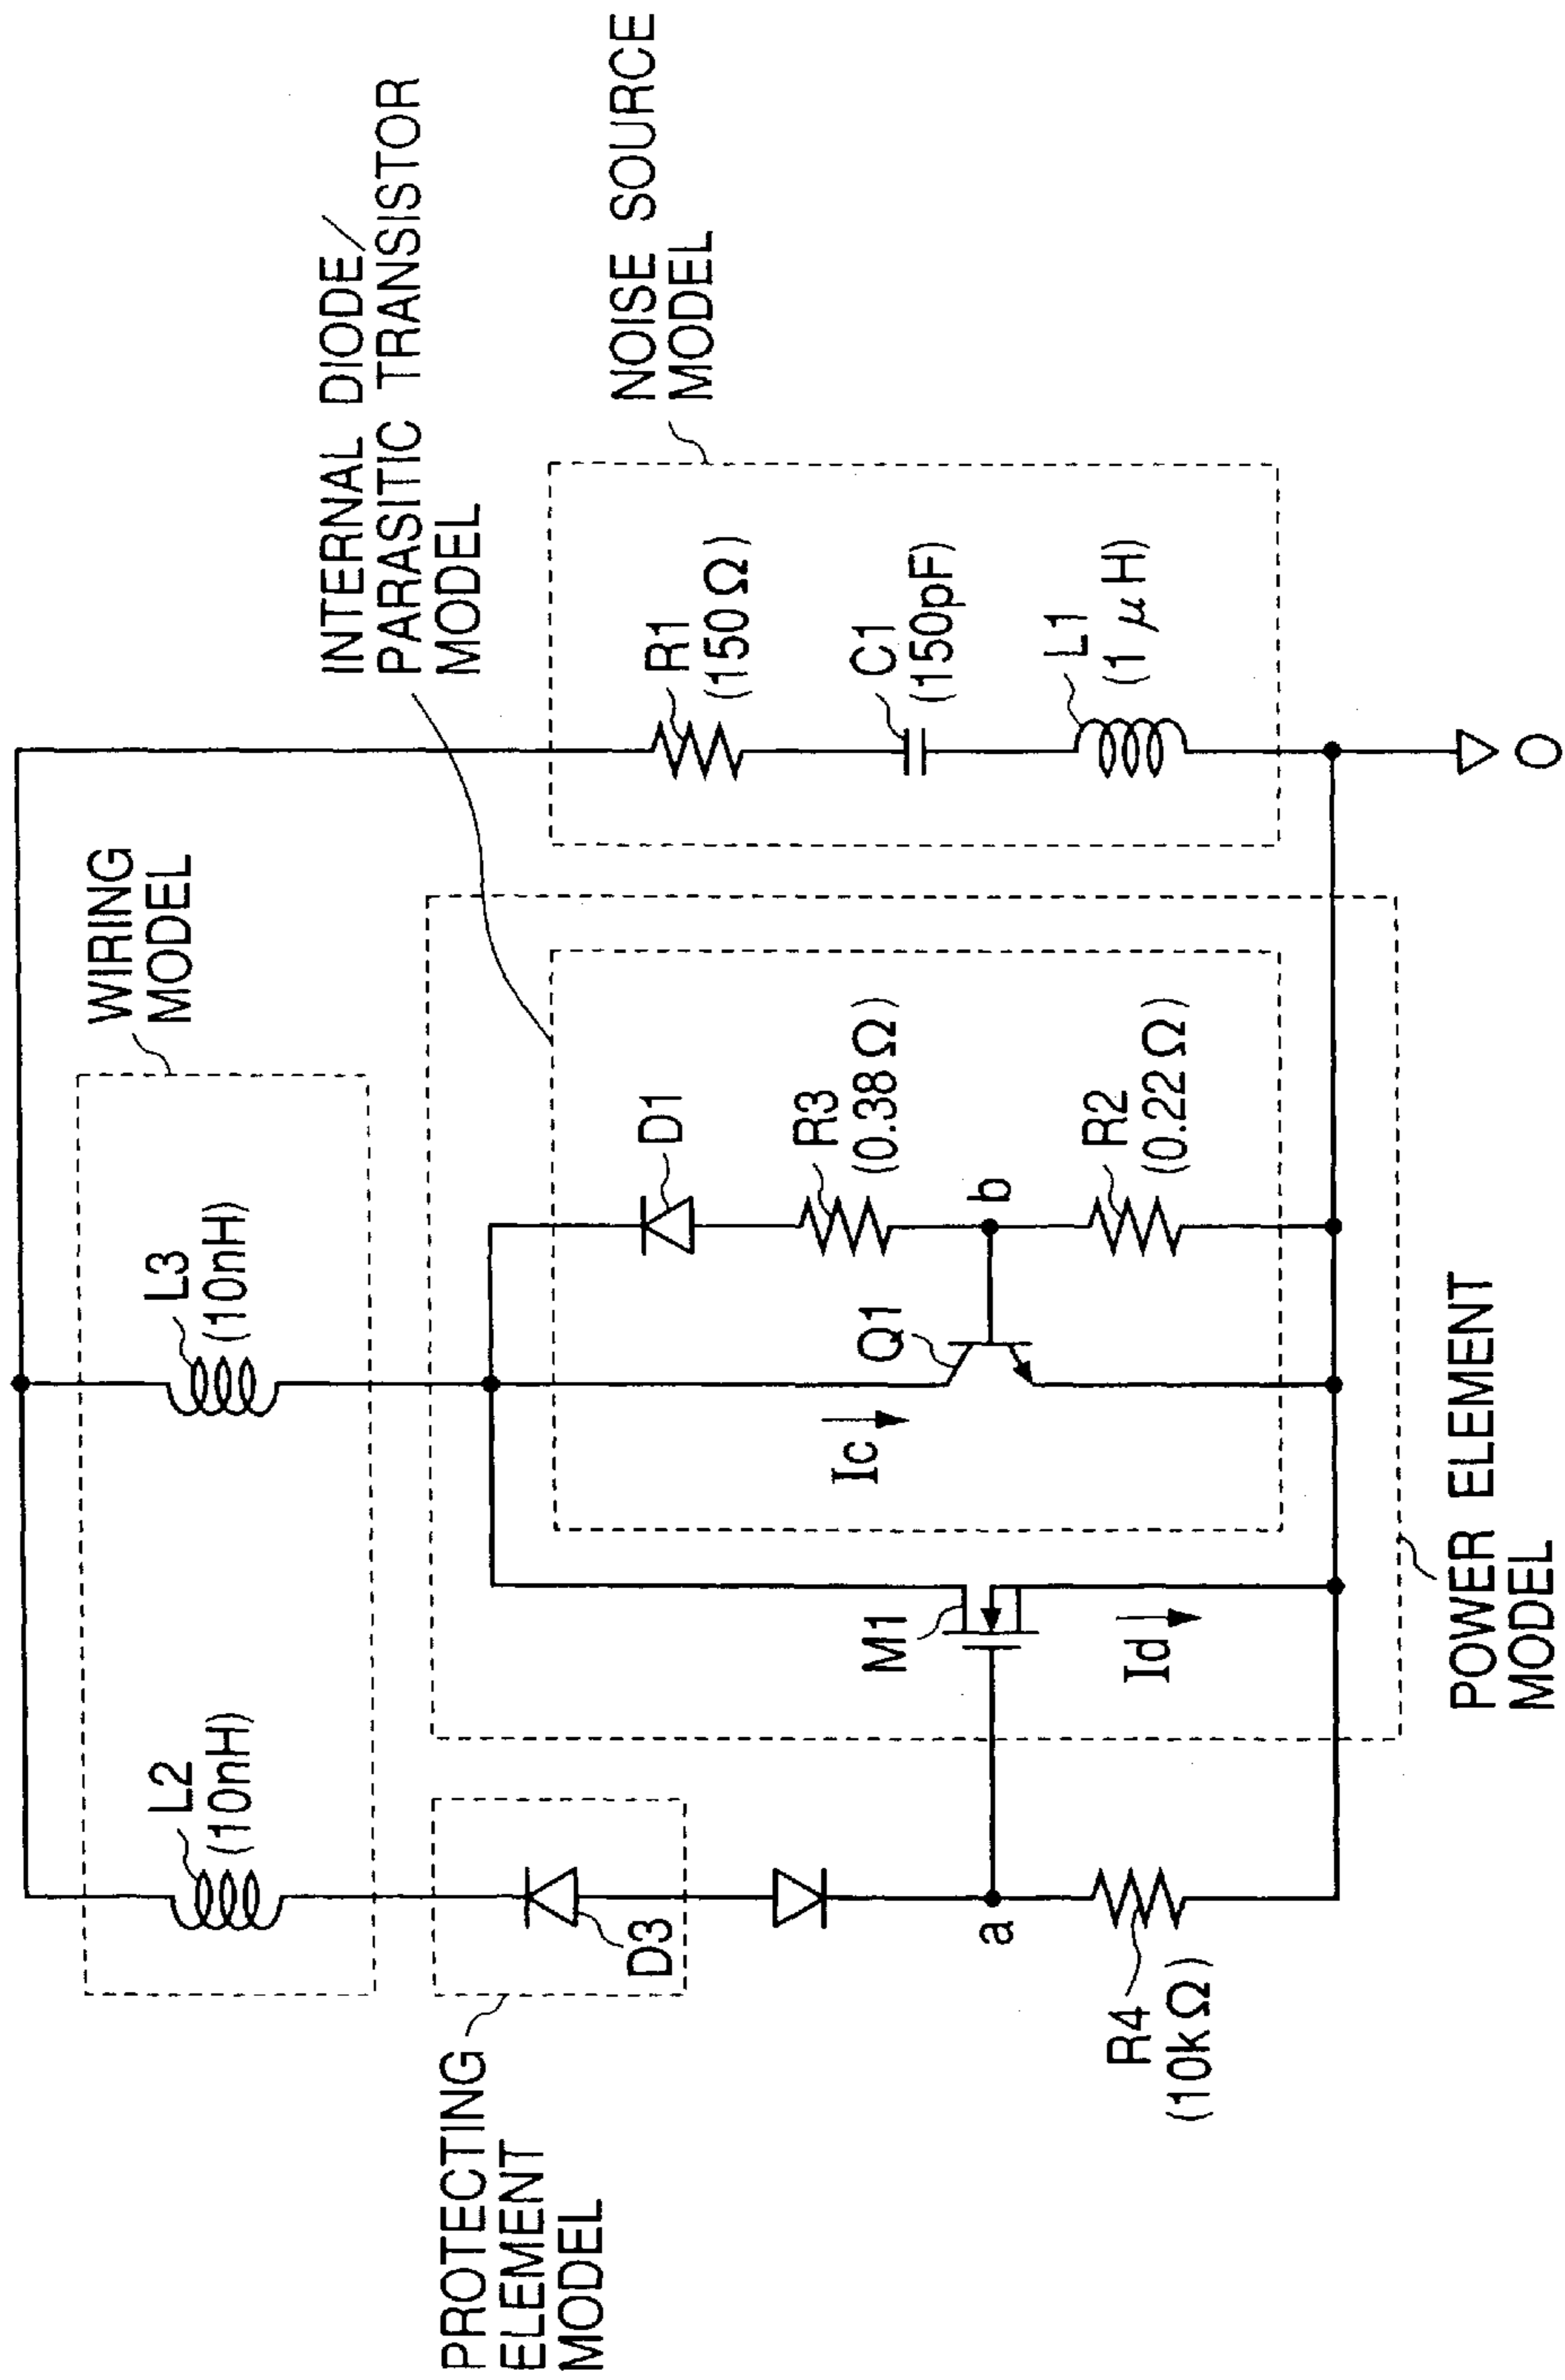 WIRING
MODEL
L2
(10nH)
L3
(10nH)
INTERNAL DIODE/
PARASITIC TRANSISTOR
MODEL
PROTECTING
ELEMENT
MODEL
D3
D1
NOISE SOURCE
MODEL
R1
(150Ω)
R3
(0.38Ω)
C1
(150pF)
Q1
Ic
M1
a
b
Id
R4
(10kΩ)
R2
(0.22Ω)
L1
(1μH)
POWER ELEMENT
MODEL
0